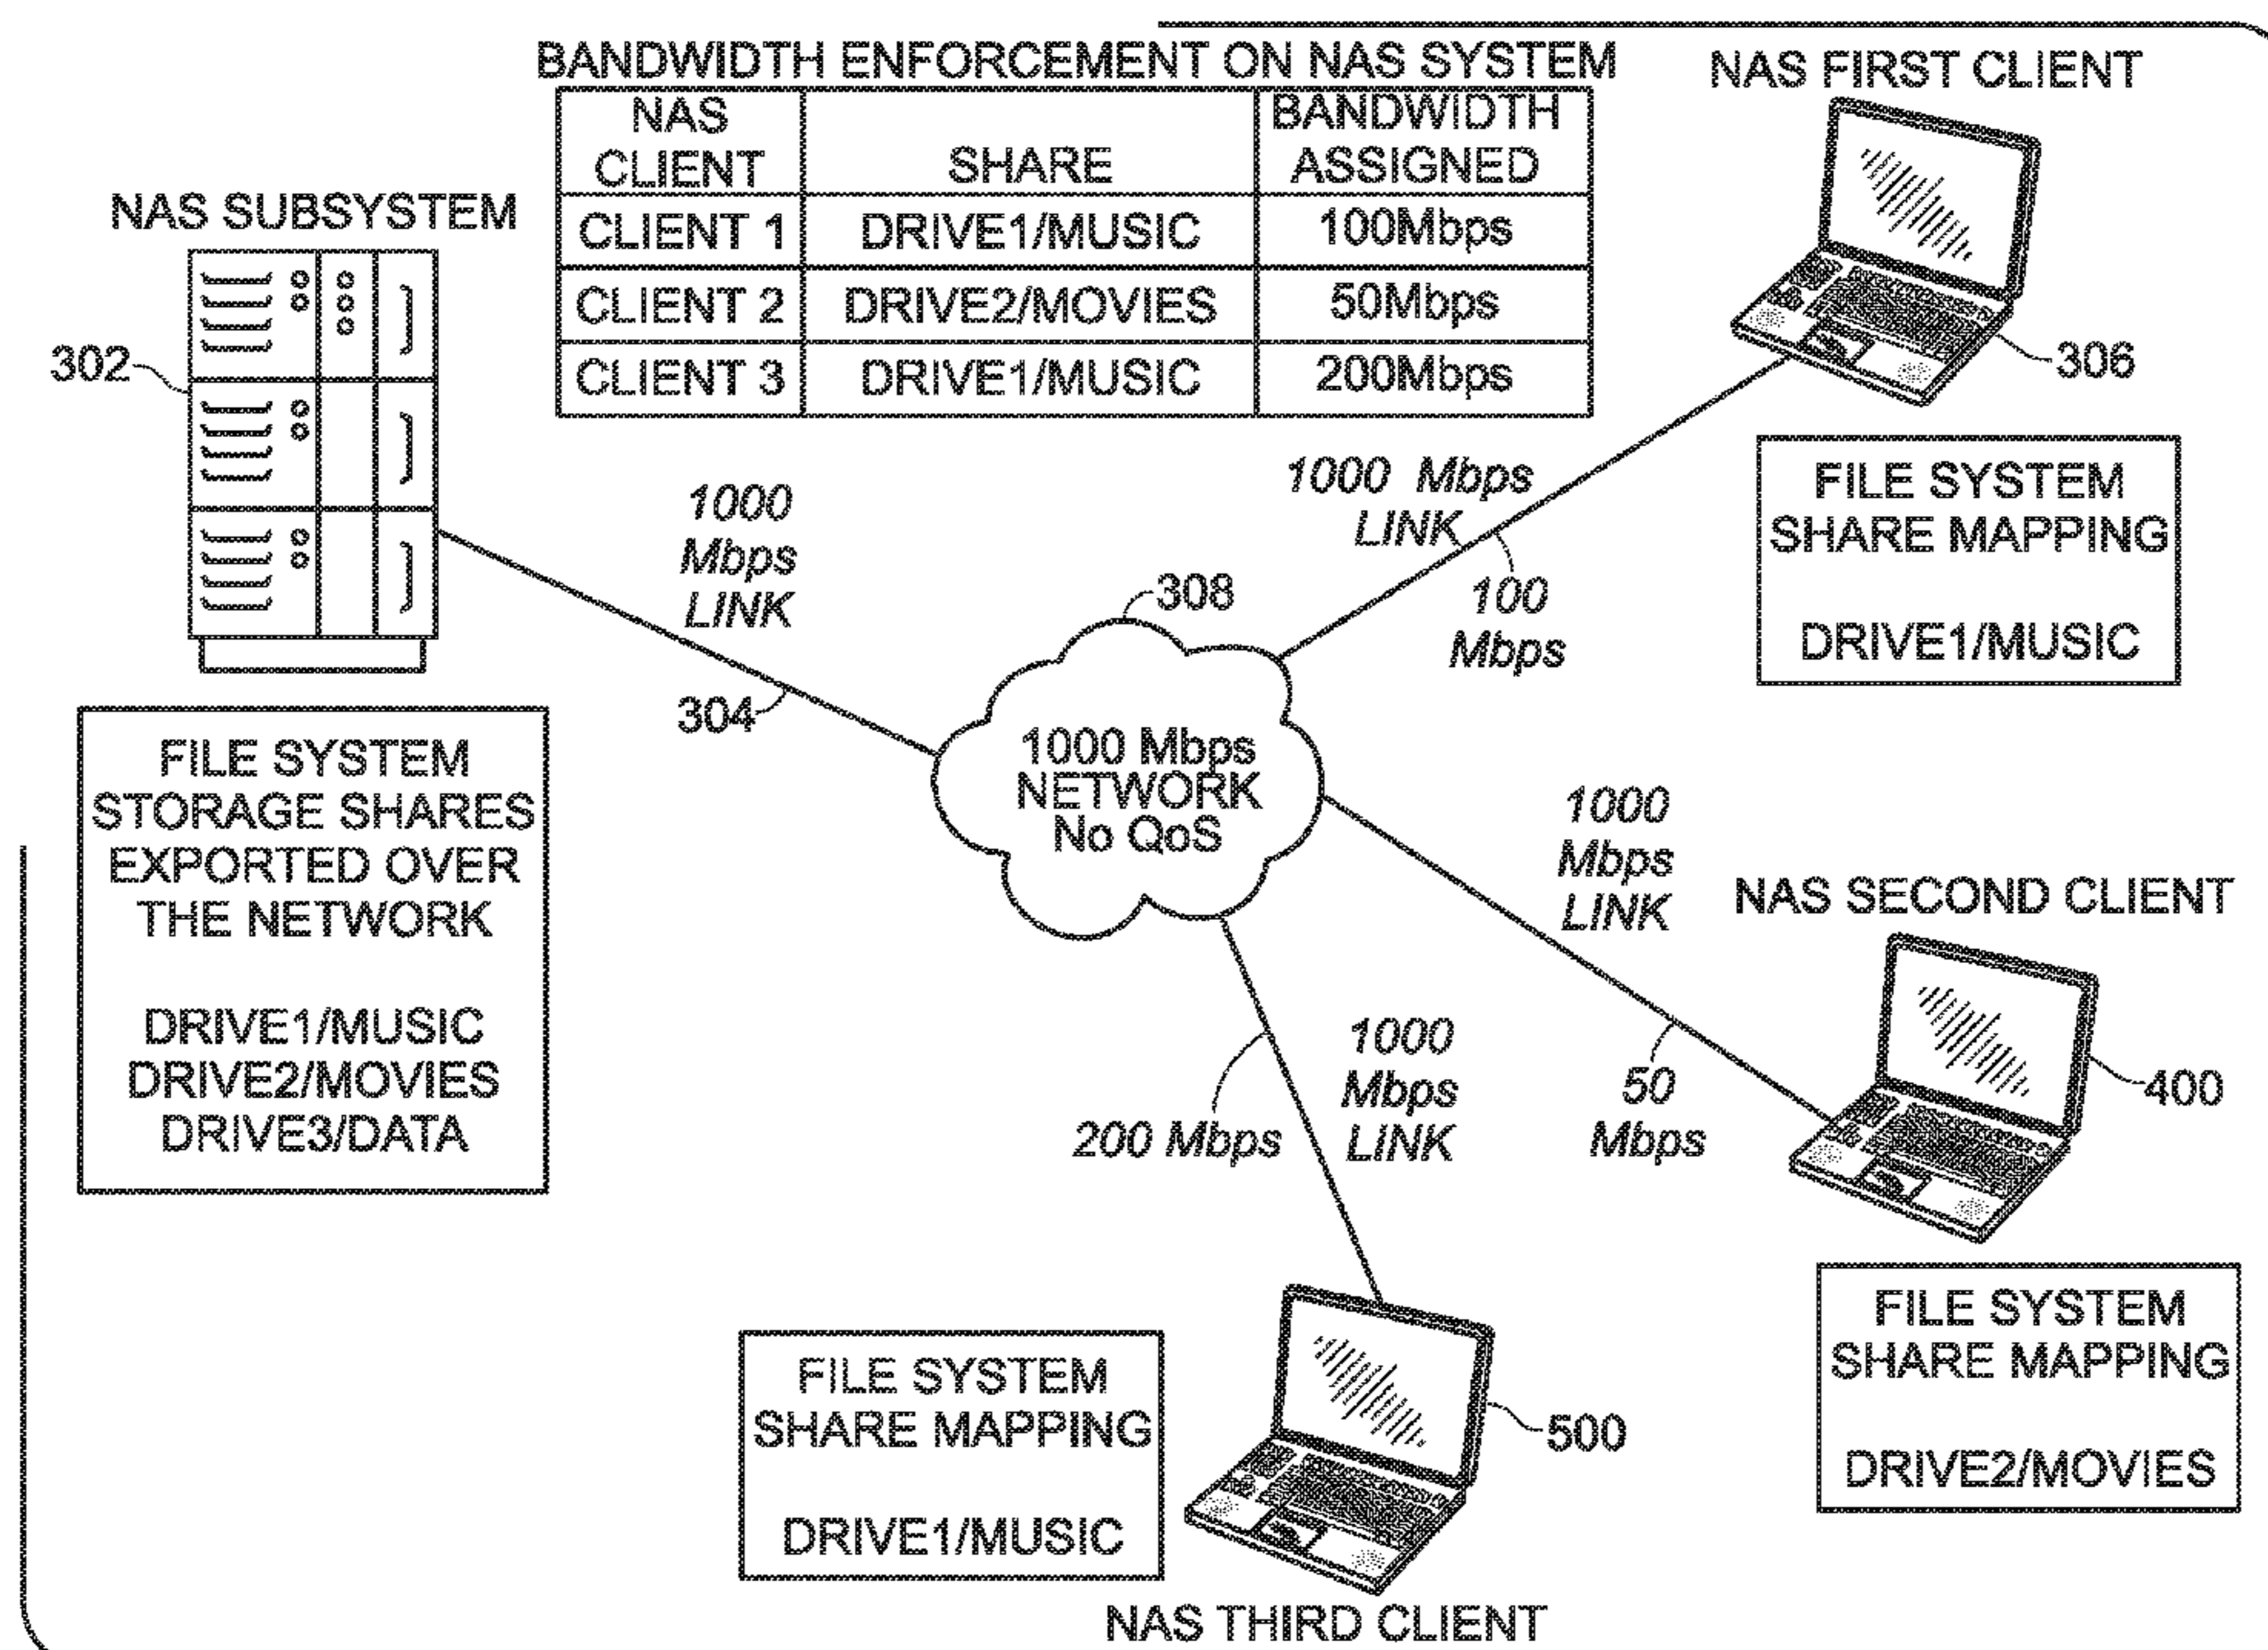 BANDWIDTH ENFORCEMENT ON NAS SYSTEM
NAS CLIENT SHARE BANDWIDTH ASSIGNED
CLIENT 1 DRIVE1/MUSIC 100Mbps
CLIENT 2 DRIVE2/MOVIES 50Mbps
CLIENT 3 DRIVE1/MUSIC 200Mbps
NAS SUBSYSTEM
302
FILE SYSTEM
STORAGE SHARES
EXPORTED OVER
THE NETWORK
DRIVE1/MUSIC
DRIVE2/MOVIES
DRIVE3/DATA
1000
Mbps
LINK
304
308
1000 Mbps
NETWORK
No QoS
NAS FIRST CLIENT
306
1000 Mbps
LINK
100
Mbps
FILE SYSTEM
SHARE MAPPING
DRIVE1/MUSIC
1000
Mbps
LINK
50
Mbps
NAS SECOND CLIENT
400
FILE SYSTEM
SHARE MAPPING
DRIVE2/MOVIES
200 Mbps
1000
Mbps
LINK
500
FILE SYSTEM
SHARE MAPPING
DRIVE1/MUSIC
NAS THIRD CLIENT